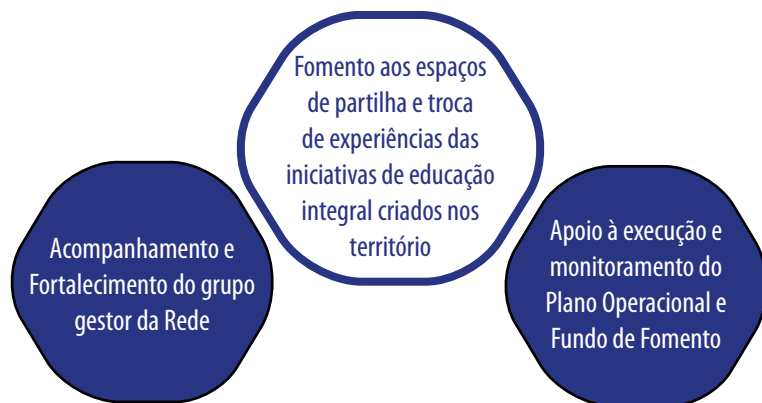 Fomento aos espaços
de partilha e troca
de experiências das
iniciativas de educação
integral criados nos
território
Acompanhamento e
Fortalecimento do grupo
gestor da Rede
Apoio à execução e
monitoramento do
Plano Operacional e
Fundo de Fomento